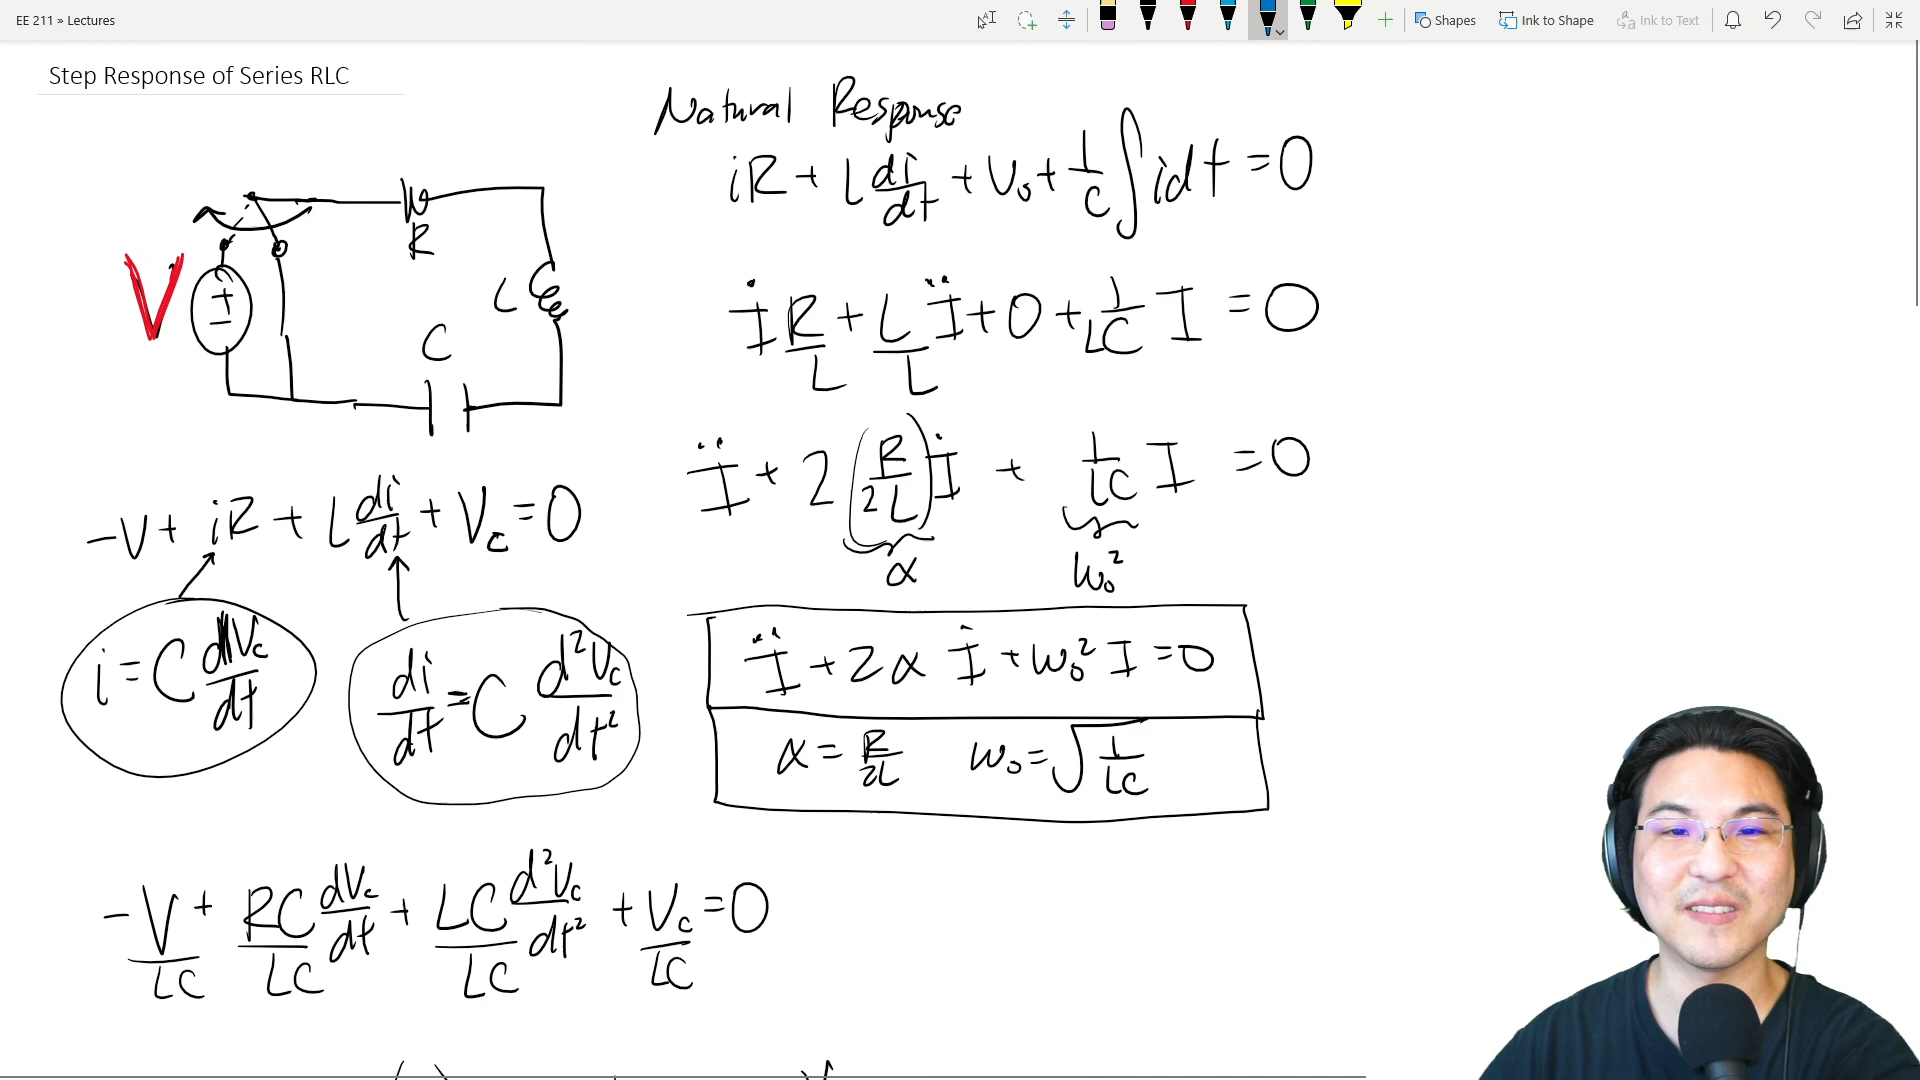 EE 211 » Lectures
Shapes
Ink to Shape
Ink to Text
Step Response of Series RLC
Natural Response
iR + L di/dt + V₀ + 1/C ∫ i dt = 0
V
R
L
C
+
−
İ R/L + L/L Ï + 0 + 1/LC I = 0
Ï + 2 (R/2L) İ + 1/LC I = 0
α
ω₀²
-V + iR + L di/dt + Vc = 0
i = C dVc/dt
di/dt = C d²Vc/dt²
Ï + 2α İ + ω₀² I = 0
α = R/2L ω₀ = √(1/LC)
-V/LC + RC/LC dVc/dt + LC/LC d²Vc/dt² + Vc/LC = 0